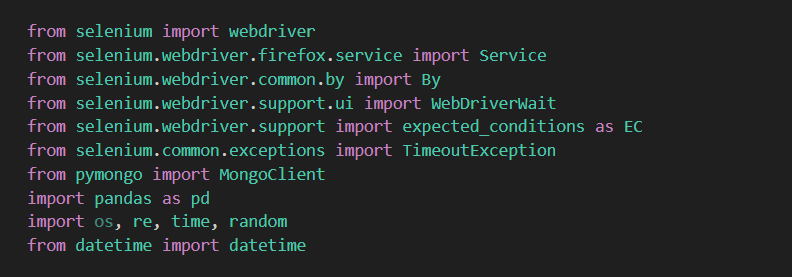 from selenium import webdriver
from selenium.webdriver.firefox.service import Service
from selenium.webdriver.common.by import By
from selenium.webdriver.support.ui import WebDriverWait
from selenium.webdriver.support import expected_conditions as EC
from selenium.common.exceptions import TimeoutException
from pymongo import MongoClient
import pandas as pd
import os, re, time, random
from datetime import datetime